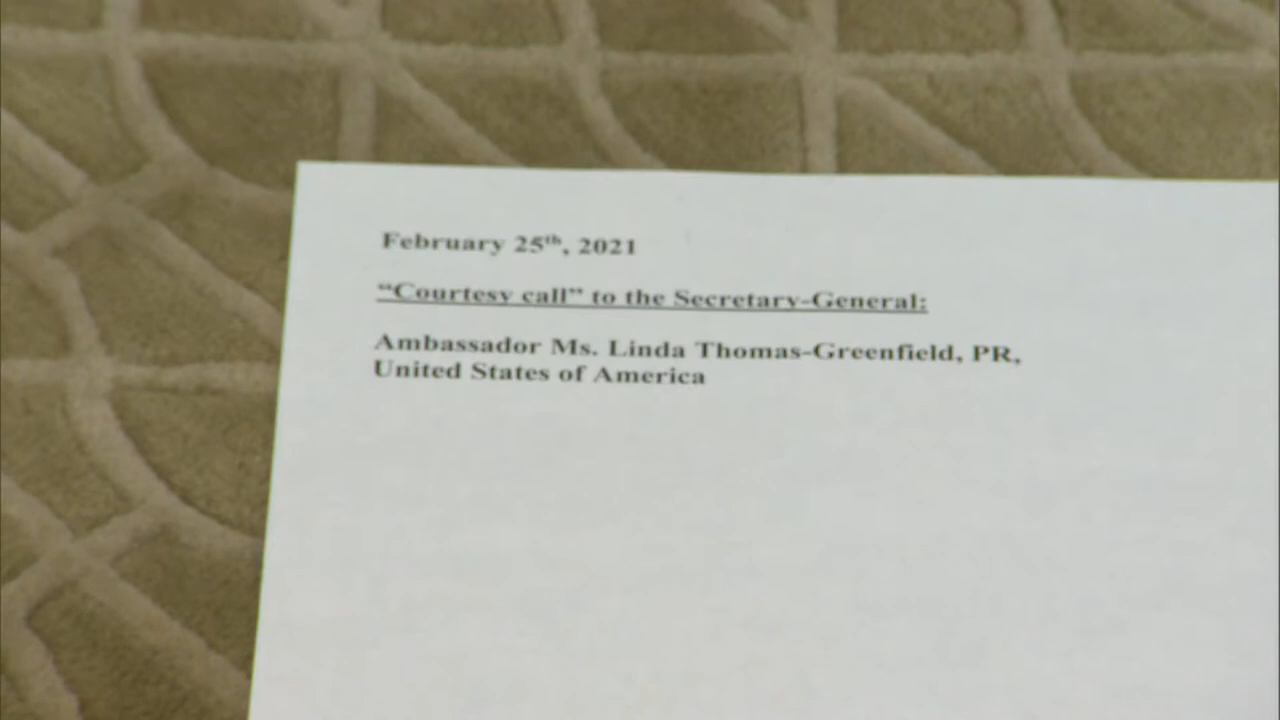 February 25th, 2021
“Courtesy call” to the Secretary-General:
Ambassador Ms. Linda Thomas-Greenfield, PR,
United States of America